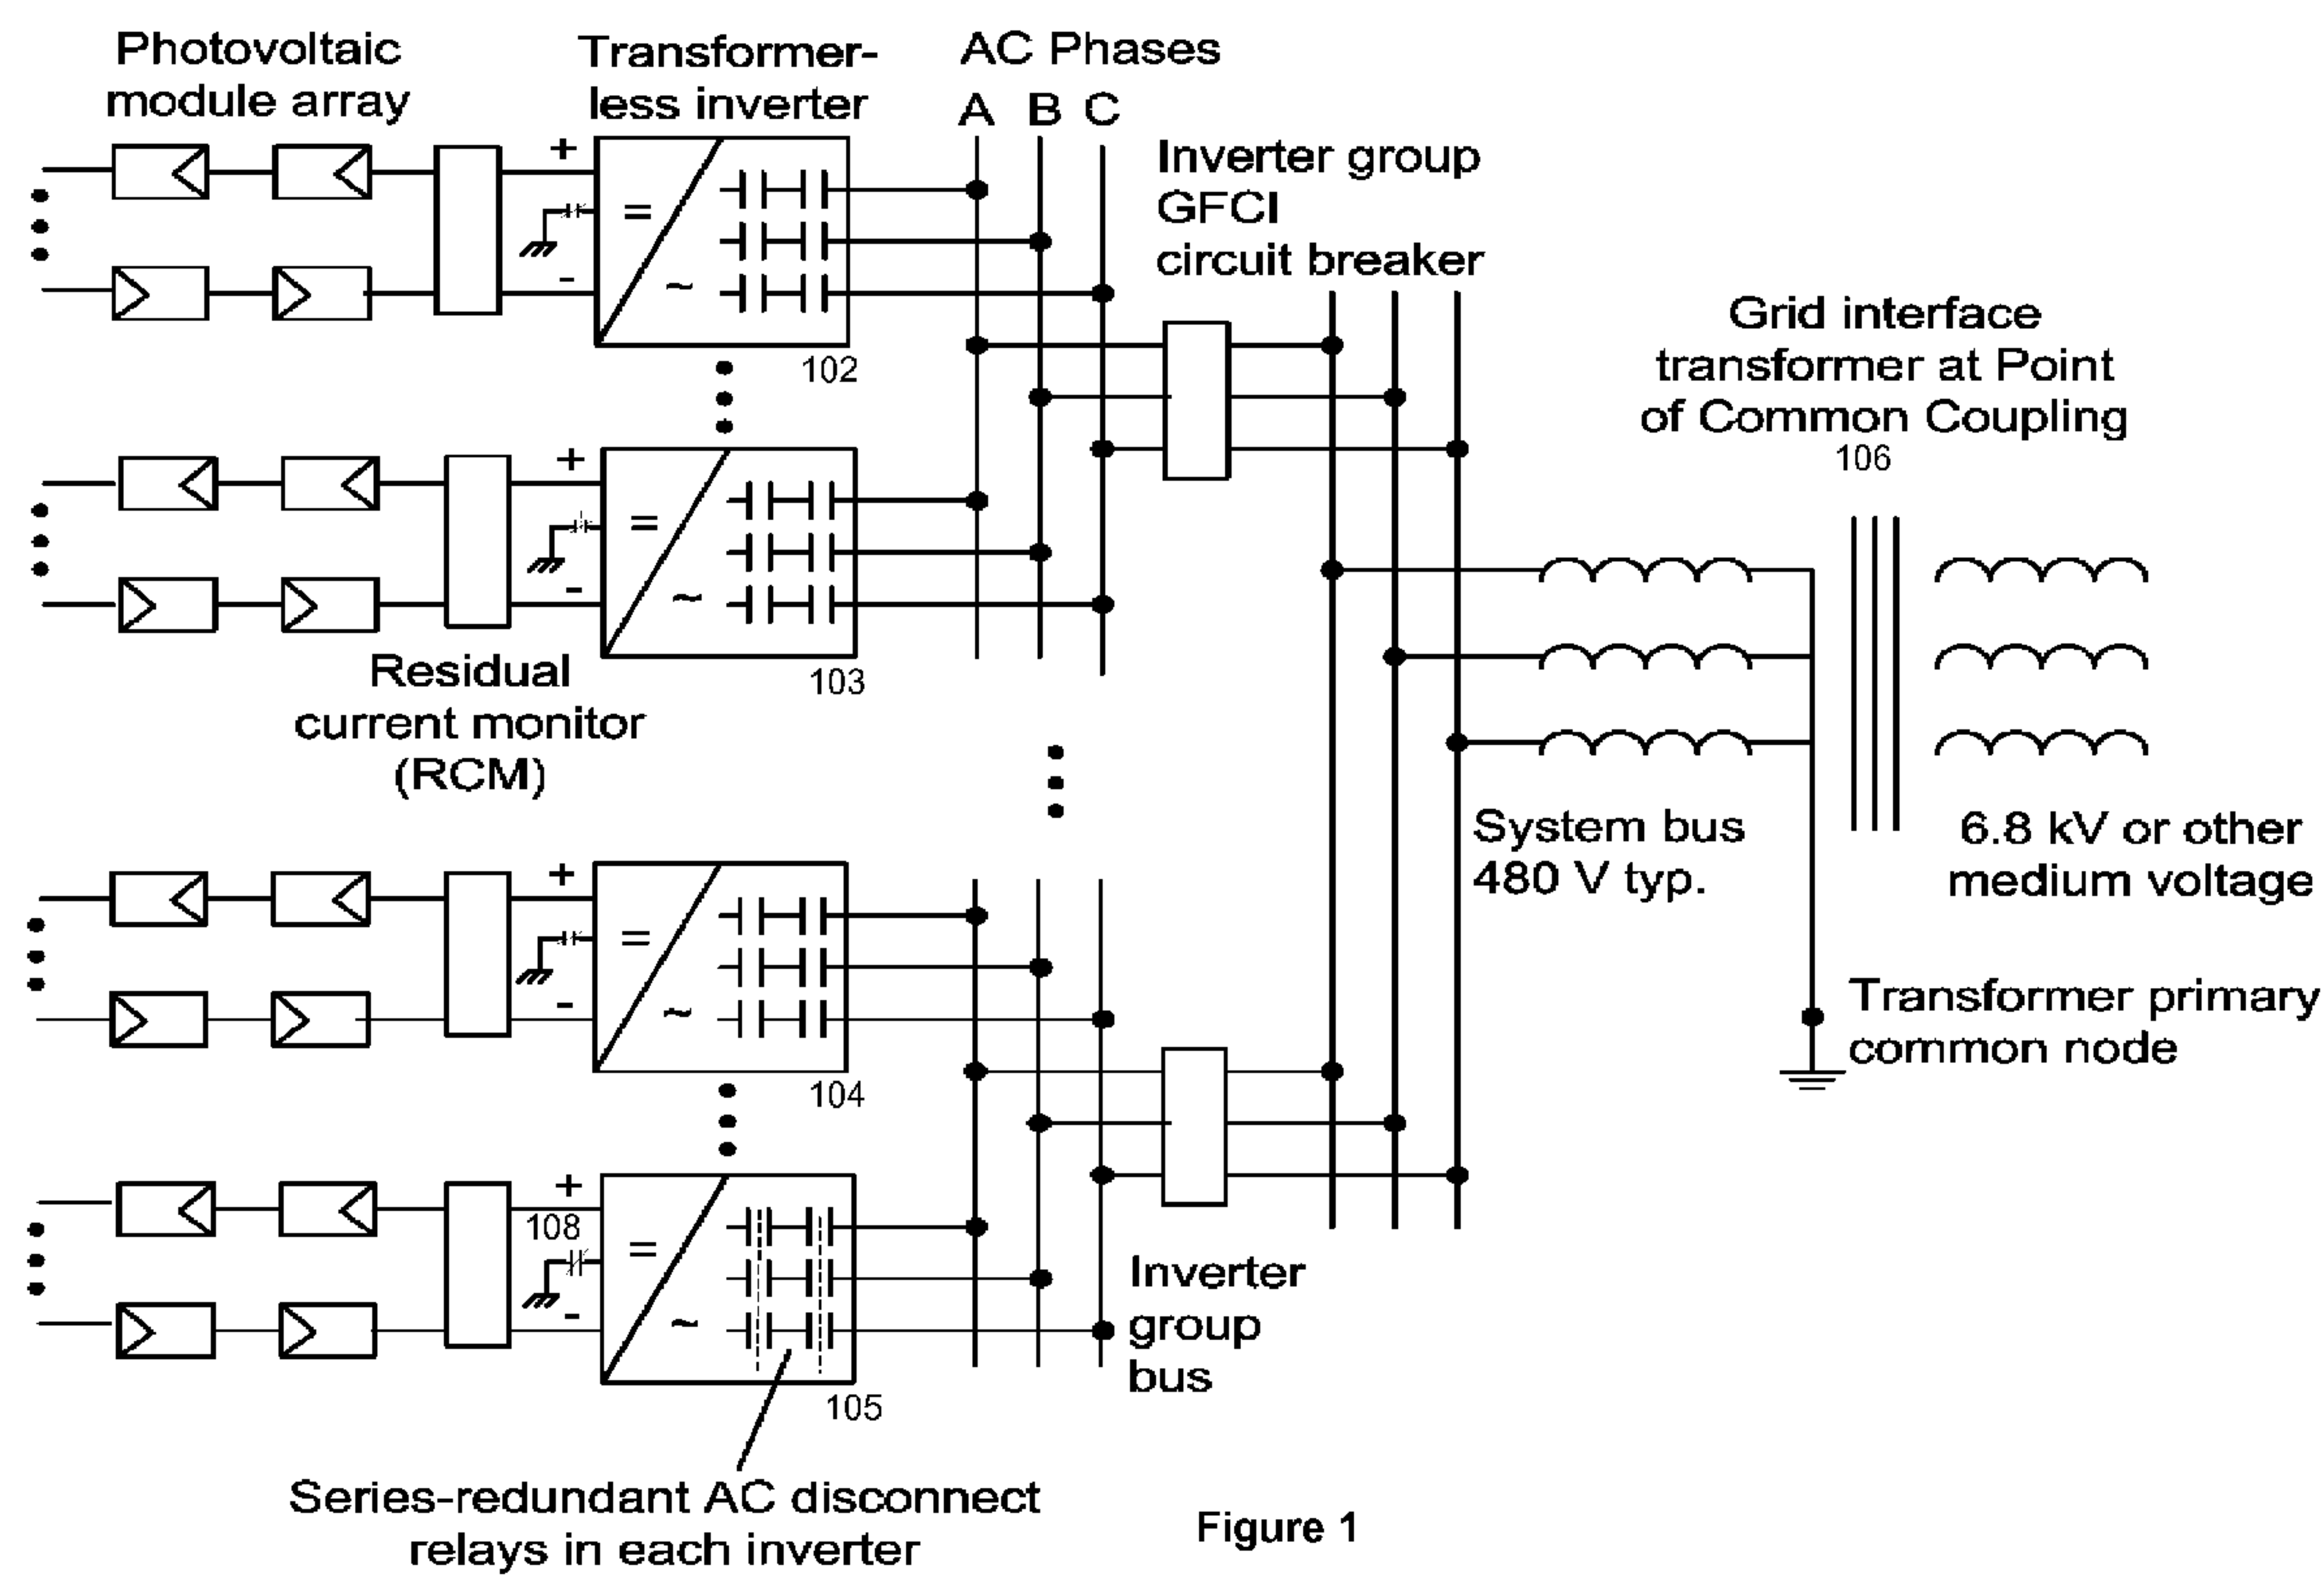 Photovoltaic
module array
Transformer-
less inverter
AC Phases
A B C
+
=
-
~
102
Inverter group
GFCI
circuit breaker
Grid interface
transformer at Point
of Common Coupling
106
+
=
-
~
103
Residual
current monitor
(RCM)
System bus
480 V typ.
6.8 kV or other
medium voltage
+
=
-
~
104
Transformer primary
common node
+
108
=
-
~
105
Inverter
group
bus
Series-redundant AC disconnect
relays in each inverter
Figure 1